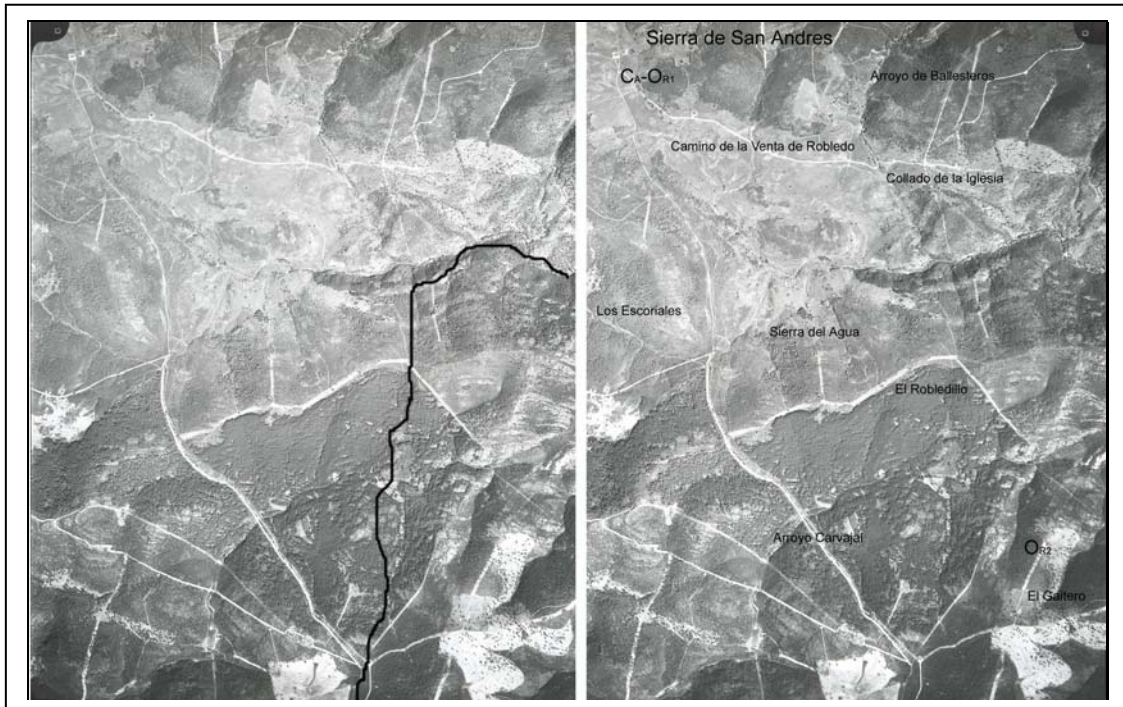 Sierra de San Andres
CA-OR1
Arroyo de Ballesteros
Camino de la Venta de Robledo
Collado de la Iglesia
Los Escoriales
Sierra del Agua
El Robledillo
Arroyo Carvajal
OR2
El Gaitero